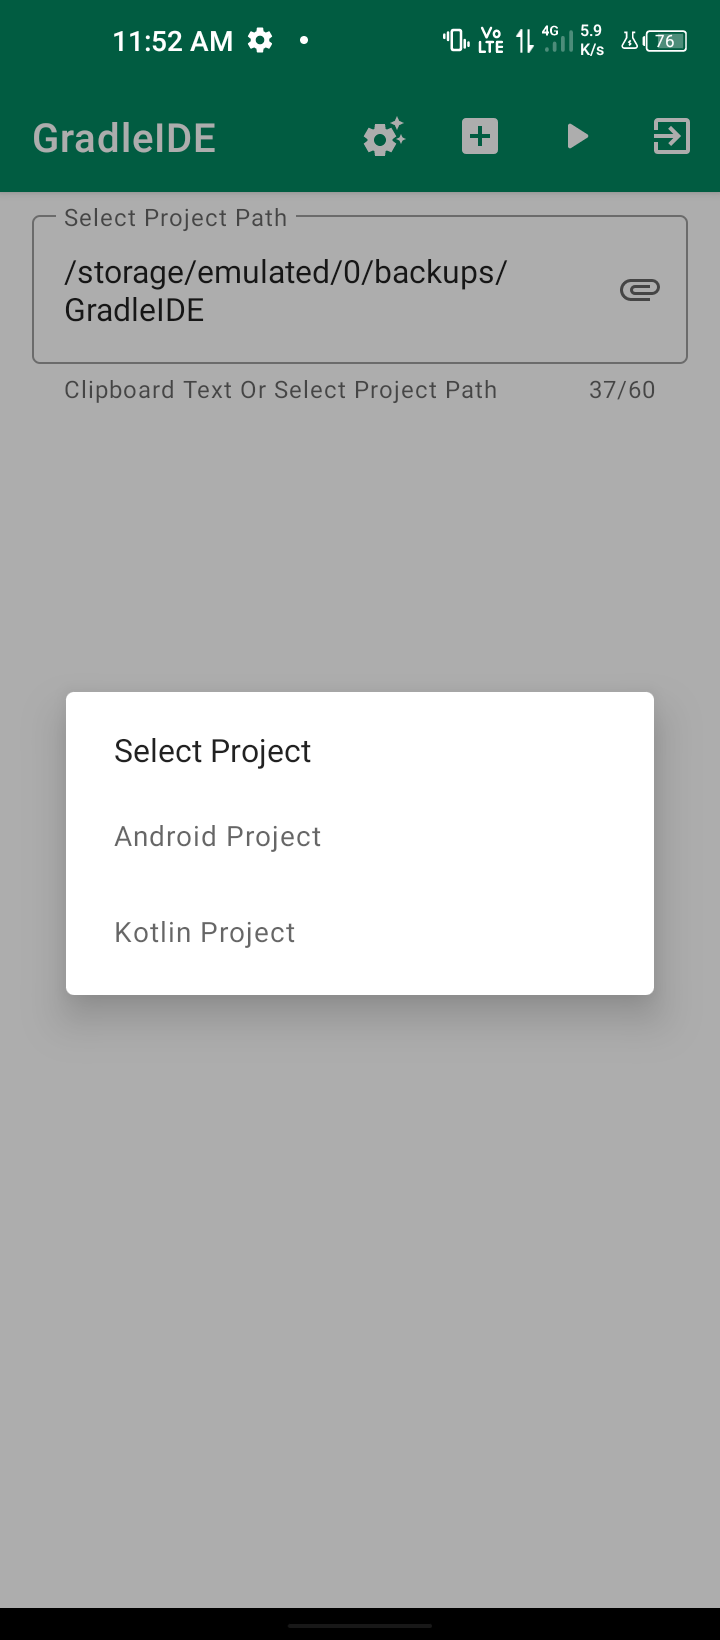 11:52 AM
Vo
LTE
4G
5.9
K/s
76
GradleIDE
Select Project Path
/storage/emulated/0/backups/
GradleIDE
Clipboard Text Or Select Project Path 37/60
Select Project
Android Project
Kotlin Project